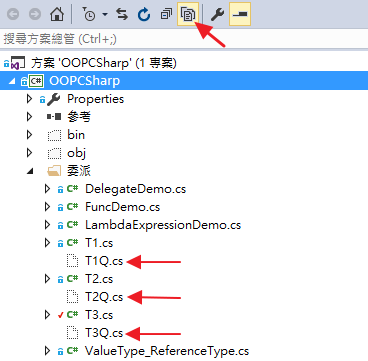 搜尋方案總管 (Ctrl+;)
方案 'OOPCSharp' (1 專案)
C# OOPCSharp
Properties
參考
bin
obj
委派
C# DelegateDemo.cs
C# FuncDemo.cs
C# LambdaExpressionDemo.cs
C# T1.cs
T1Q.cs
C# T2.cs
T2Q.cs
C# T3.cs
T3Q.cs
C# ValueType_ReferenceType.cs